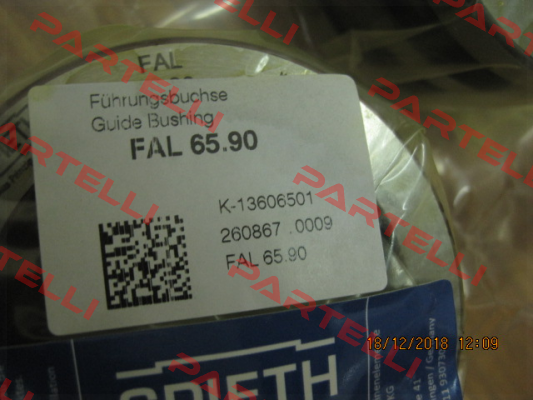 FAL
Führungsbuchse
Guide Bushing
FAL 65.90
K-13606501
260867 .0009
FAL 65.90
18/12/2018 12:09
SPIETH
PARTELLI
PARTELLI
PARTELLI
PARTELLI
PARTELLI
PARTELLI